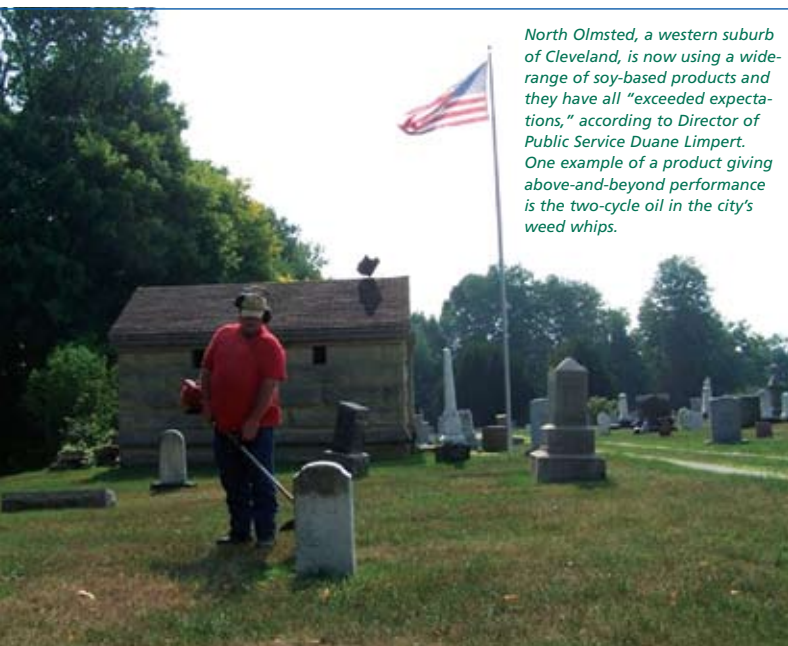 North Olmsted, a western suburb
of Cleveland, is now using a wide-
range of soy-based products and
they have all “exceeded expecta-
tions,” according to Director of
Public Service Duane Limpert.
One example of a product giving
above-and-beyond performance
is the two-cycle oil in the city’s
weed whips.